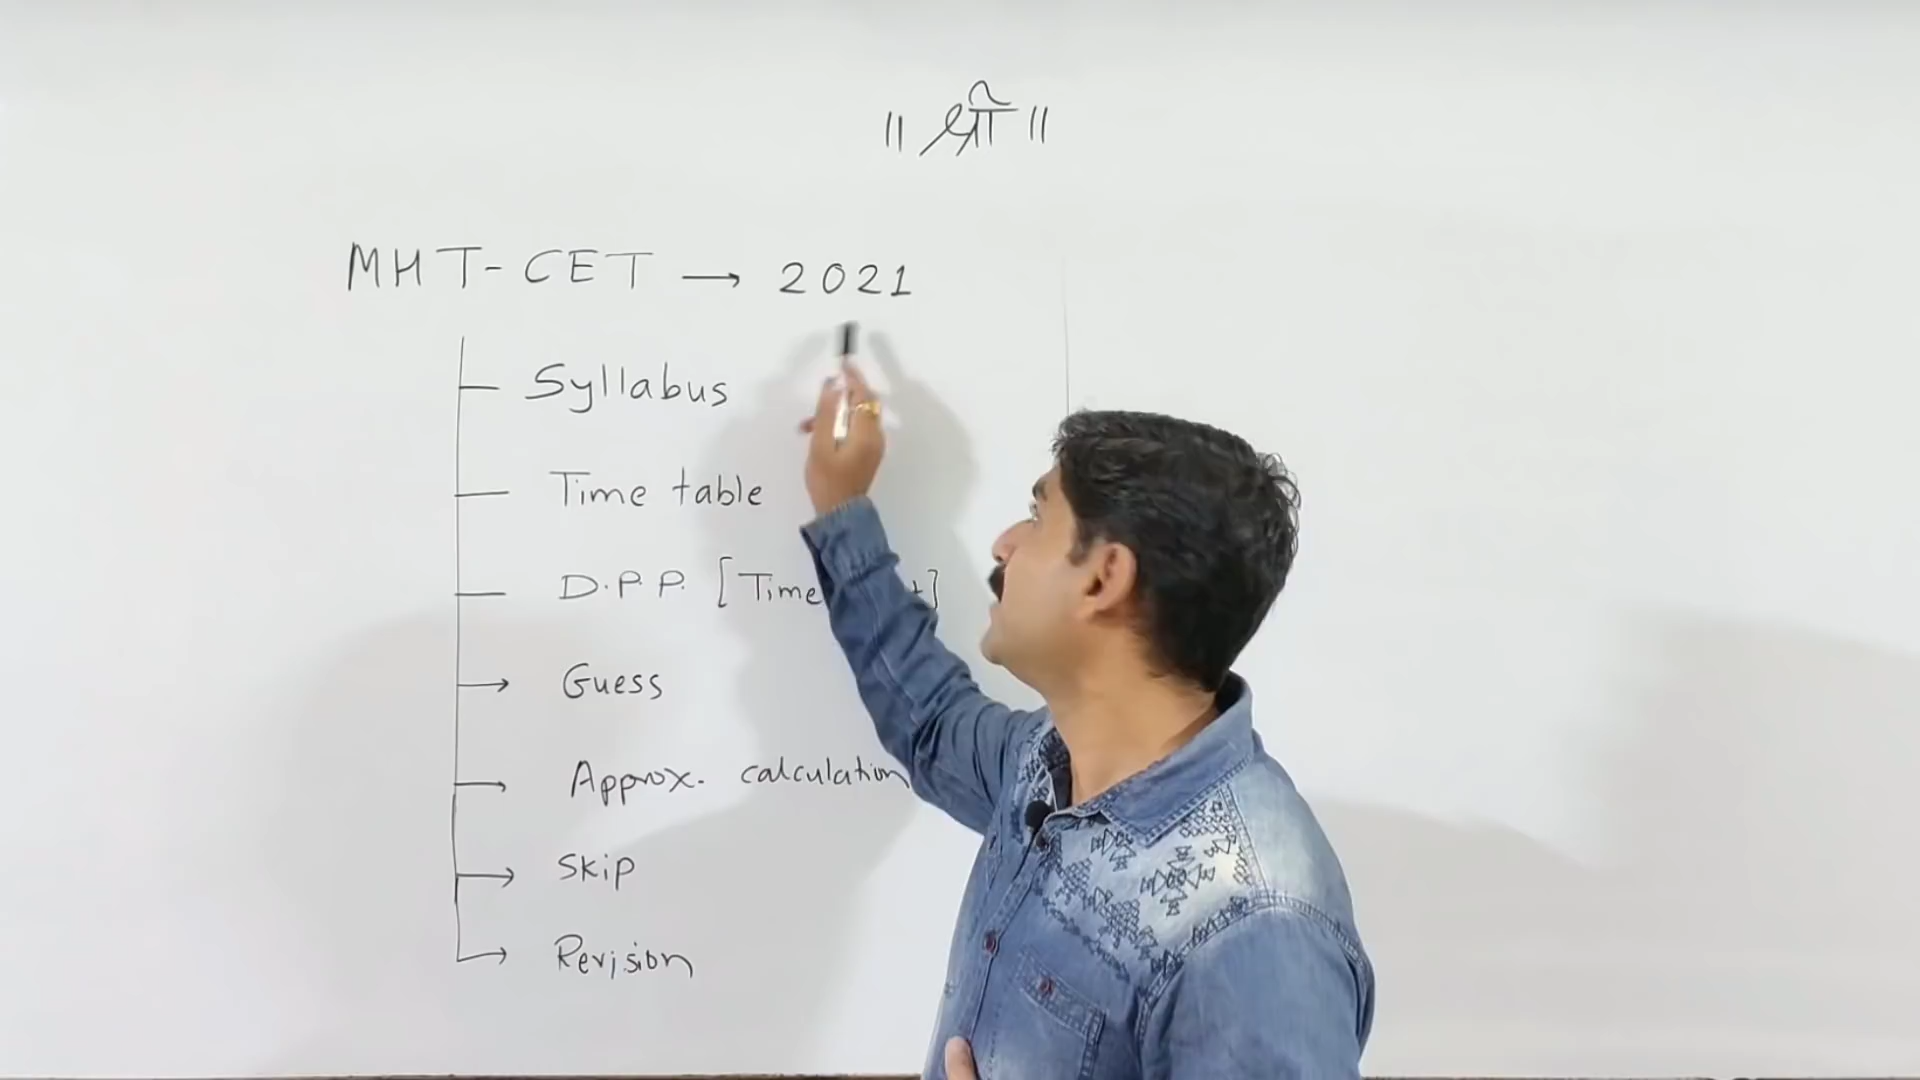 ॥ श्री ॥
MHT-CET → 2021
Syllabus
Time table
D.P.P. [Time
Guess
Approx. calculation
Skip
Revision